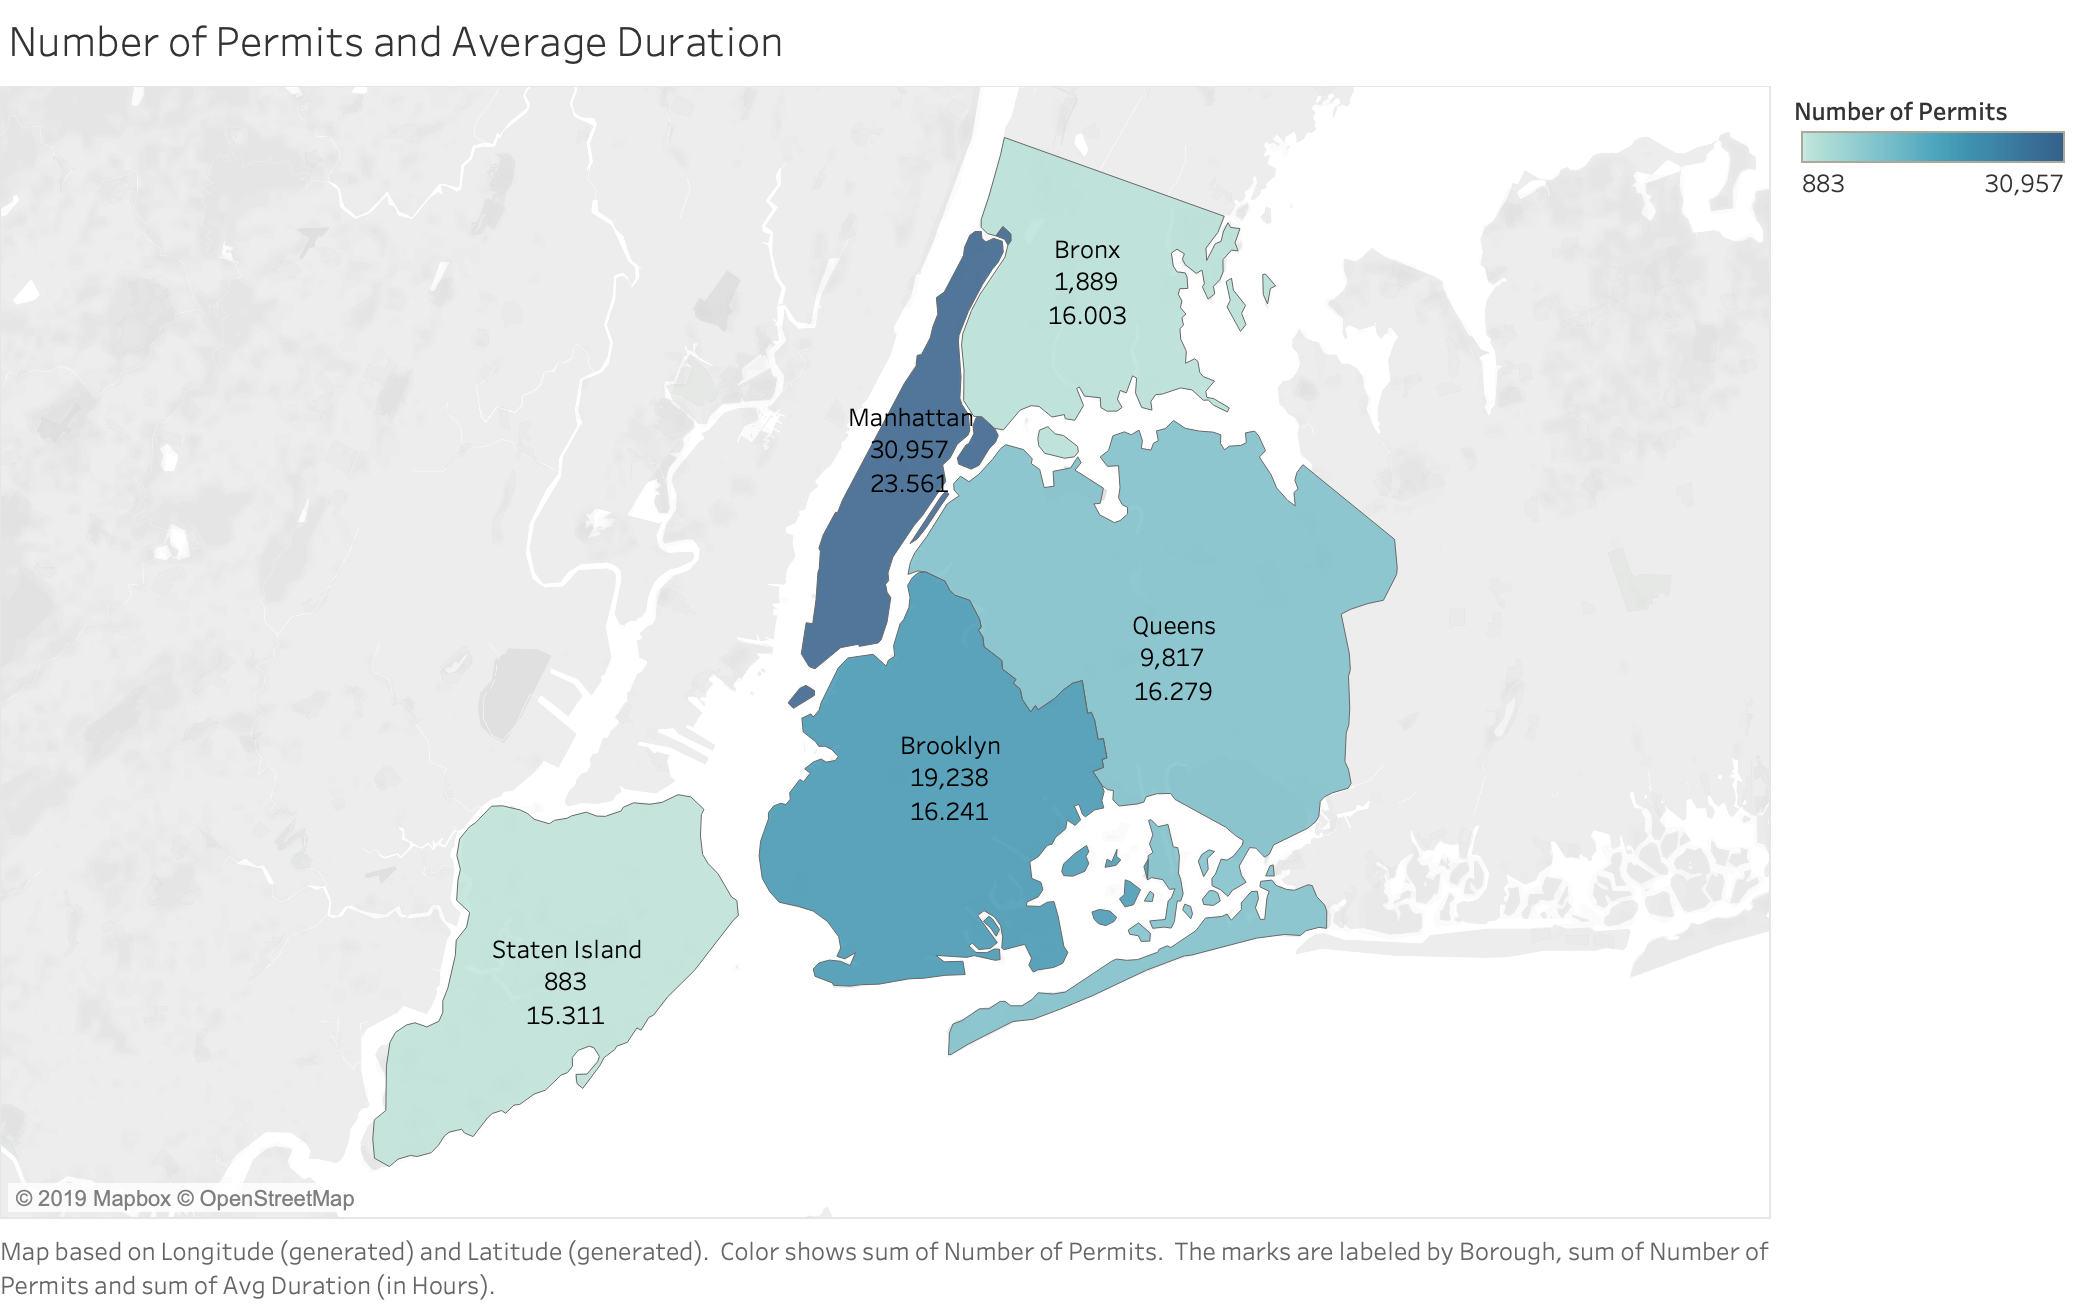 Number of Permits and Average Duration
Number of Permits
883 30,957
Bronx
1,889
16.003
Manhattan
30,957
23.561
Queens
9,817
16.279
Brooklyn
19,238
16.241
Staten Island
883
15.311
© 2019 Mapbox © OpenStreetMap
Map based on Longitude (generated) and Latitude (generated).  Color shows sum of Number of Permits.  The marks are labeled by Borough, sum of Number of
Permits and sum of Avg Duration (in Hours).